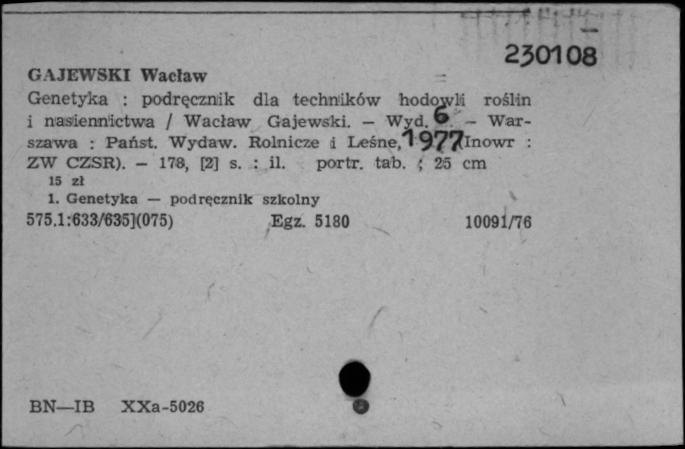 230108
GAJEWSKI Wacław
Genetyka : podręcznik dla techników hodowli roślin
i nasiennictwa / Wacław Gajewski. — Wyd. 6 — War-
szawa : Państ. Wydaw. Rolnicze i Leśne, 1977 (Inowr :
ZW CZSR). — 178, [2] s. : il. portr. tab. ; 25 cm
15 zł
1. Genetyka — podręcznik szkolny
575.1:633/635](075) Egz. 5180 10091/76
BN—IB XXa-5026